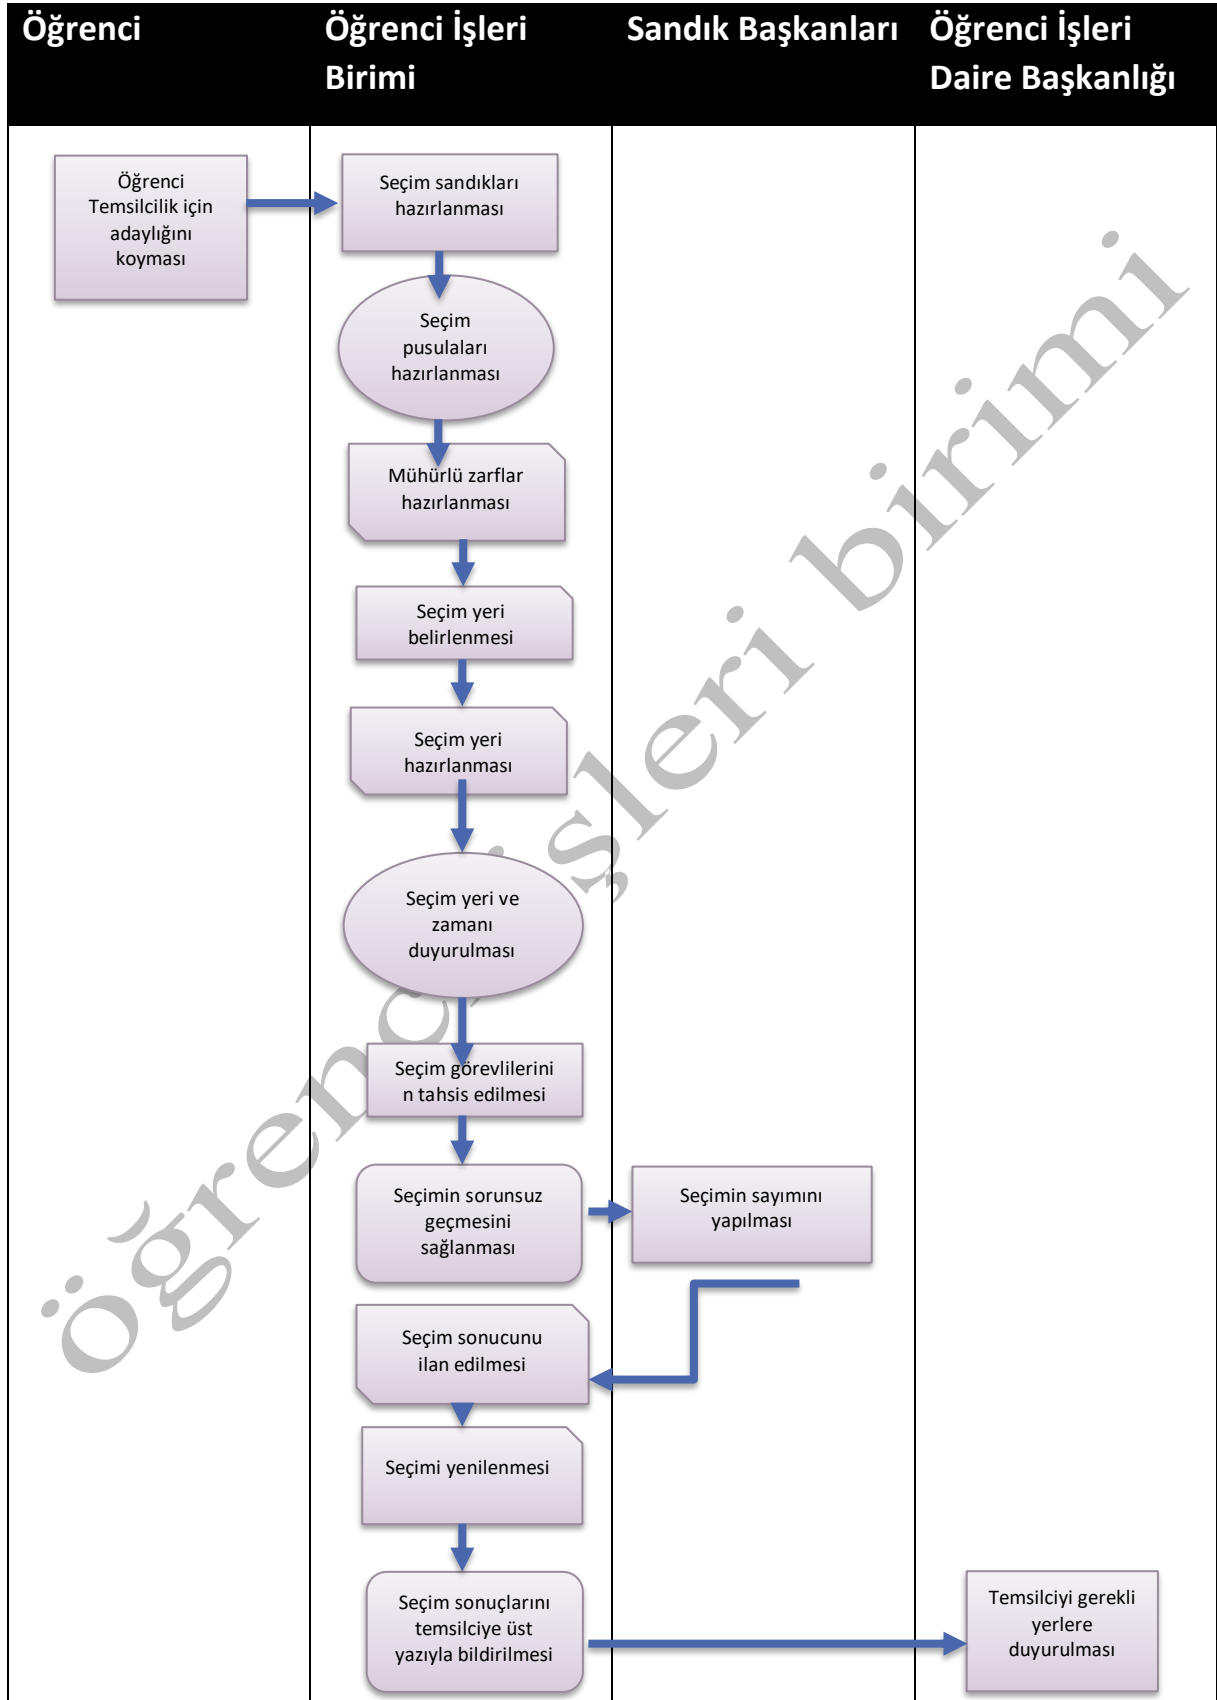 Öğrenci
Öğrenci İşleri
Birimi
Sandık Başkanları
Öğrenci İşleri
Daire Başkanlığı
Öğrenci
Temsilcilik için
adaylığını
koyması
Seçim sandıkları
hazırlanması
Seçim
pusulaları
hazırlanması
Mühürlü zarflar
hazırlanması
Seçim yeri
belirlenmesi
Seçim yeri
hazırlanması
Seçim yeri ve
zamanı
duyurulması
Seçim görevlilerini
n tahsis edilmesi
Seçimin sorunsuz
geçmesini
sağlanması
Seçimin sayımını
yapılması
Seçim sonucunu
ilan edilmesi
Seçimi yenilenmesi
Seçim sonuçlarını
temsilciye üst
yazıyla bildirilmesi
Temsilciyi gerekli
yerlere
duyurulması
öğrenci işleri birimi